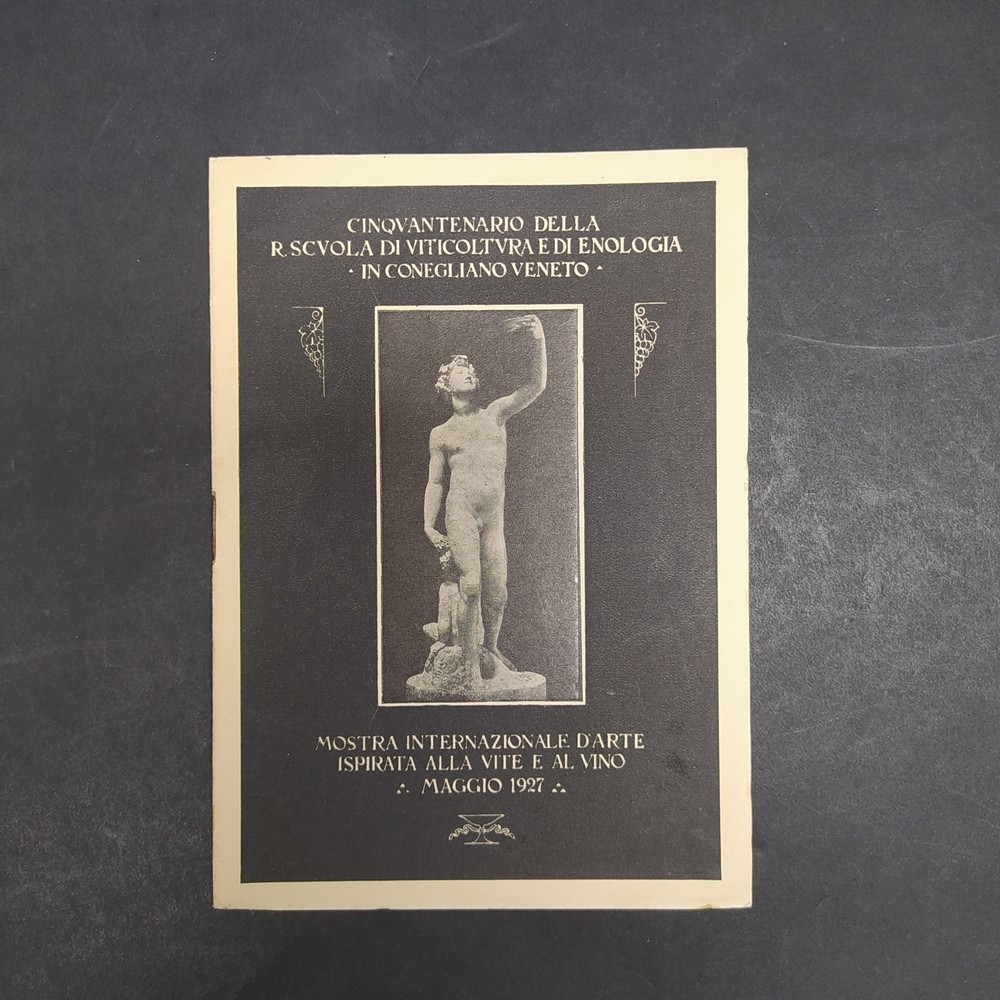 CINQVANTENARIO DELLA
R. SCVOLA DI VITICOLTVRA E DI ENOLOGIA
· IN CONEGLIANO VENETO ·
MOSTRA INTERNAZIONALE D'ARTE
ISPIRATA ALLA VITE E AL VINO
∴ MAGGIO 1927 ∴